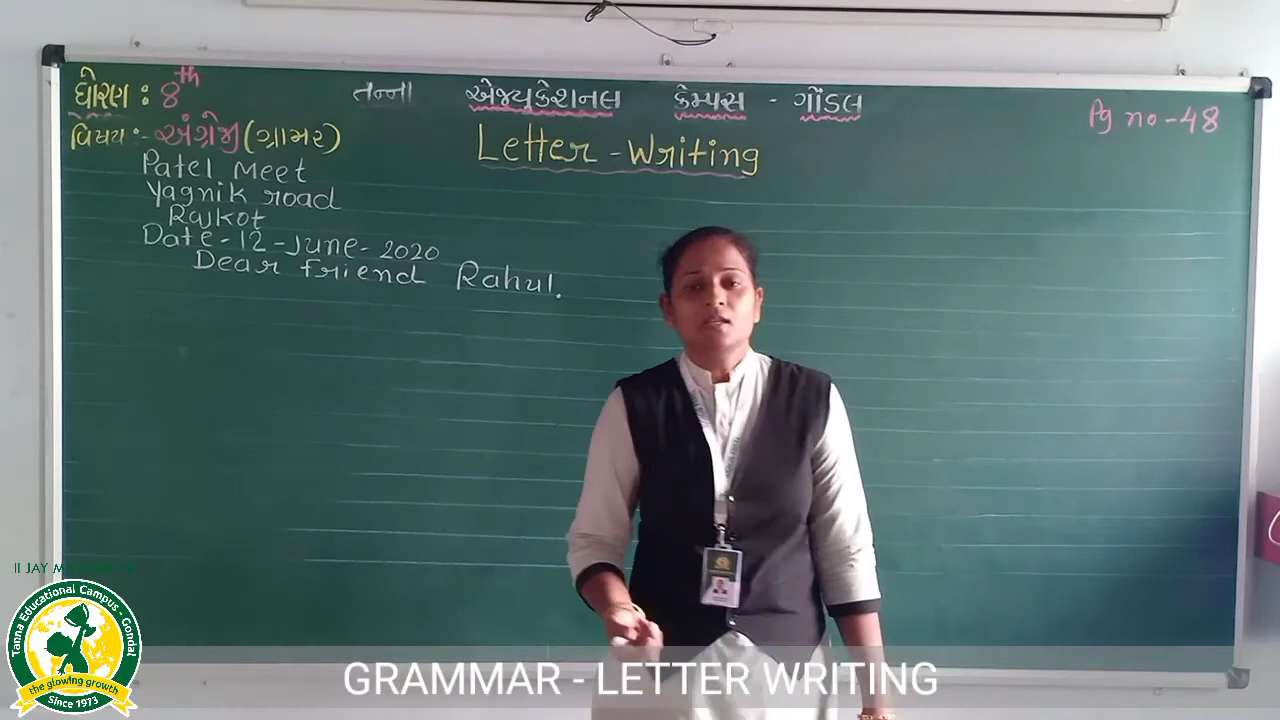 ધોરણ : 8th
તન્ના એજ્યુકેશનલ કેમ્પસ - ગોંડલ
Pg no - 48
વિષય :- અંગ્રેજી (ગ્રામર)
Letter - Writing
Patel Meet
Yagnik road
Rajkot
Date - 12 - June - 2020
Dear friend Rahul.
II JAY
Tanna Educational Campus - Gondal
the glowing growth
Since 1973
GRAMMAR - LETTER WRITING